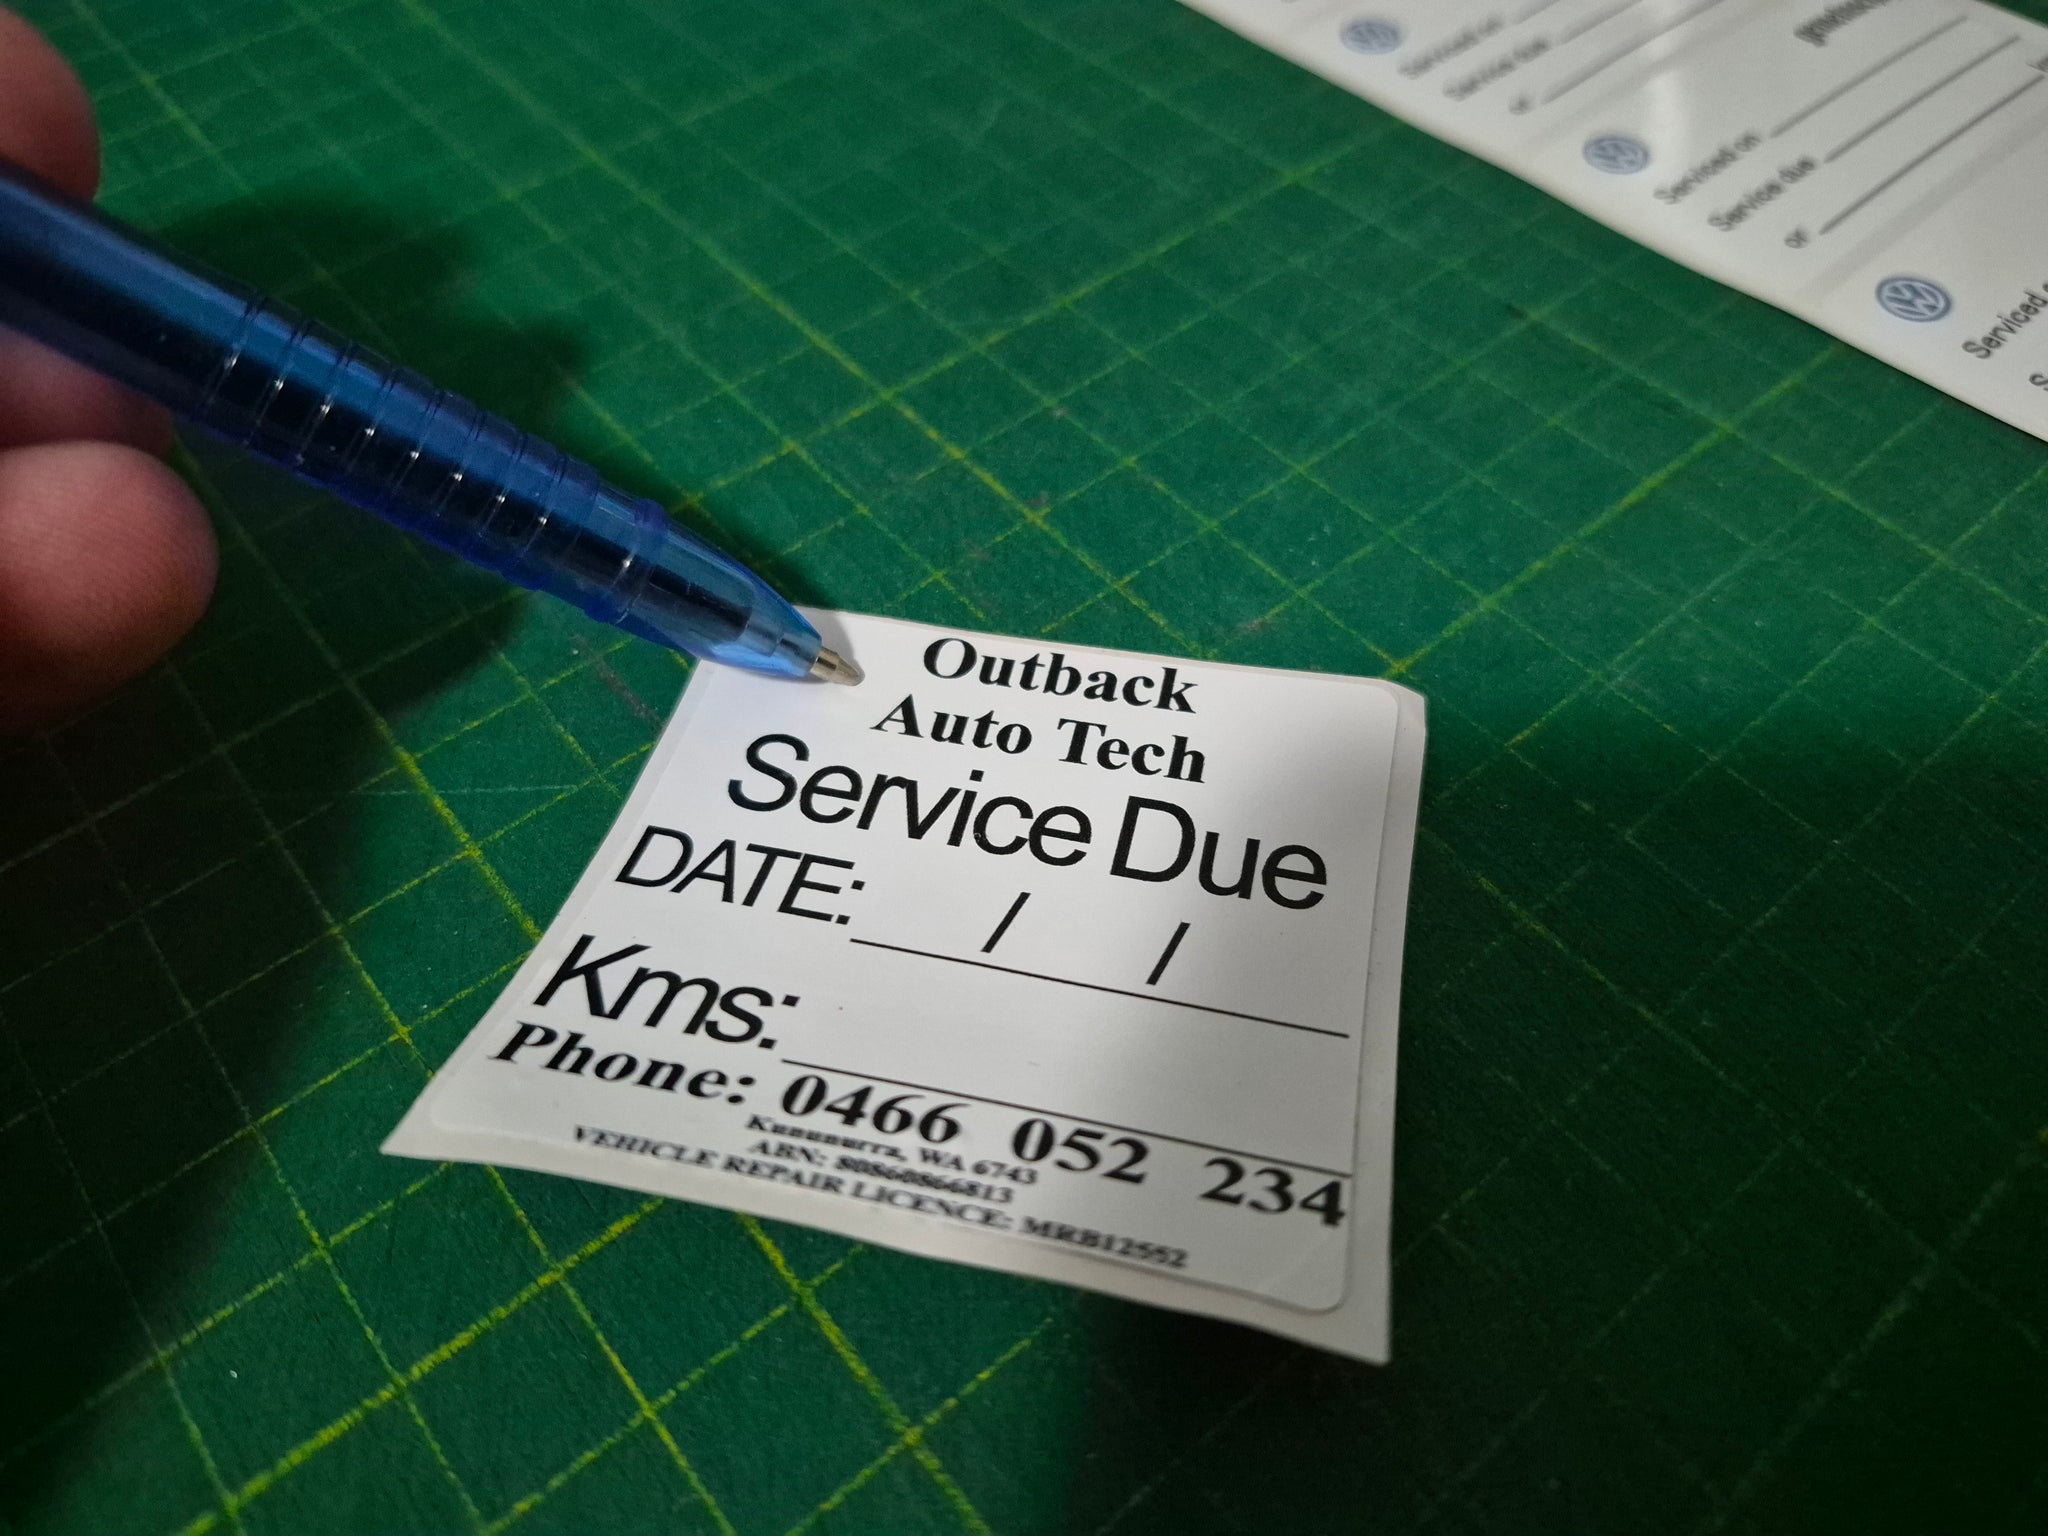 Outback
Auto Tech
Service Due
DATE: / /
Kms:
Phone: 0466 052 234
Kununurra, WA 6743
ABN: 80860866813
VEHICLE REPAIR LICENCE: MRB12552
Serviced on
Service due
or
Serviced on
Service due
or
Serviced